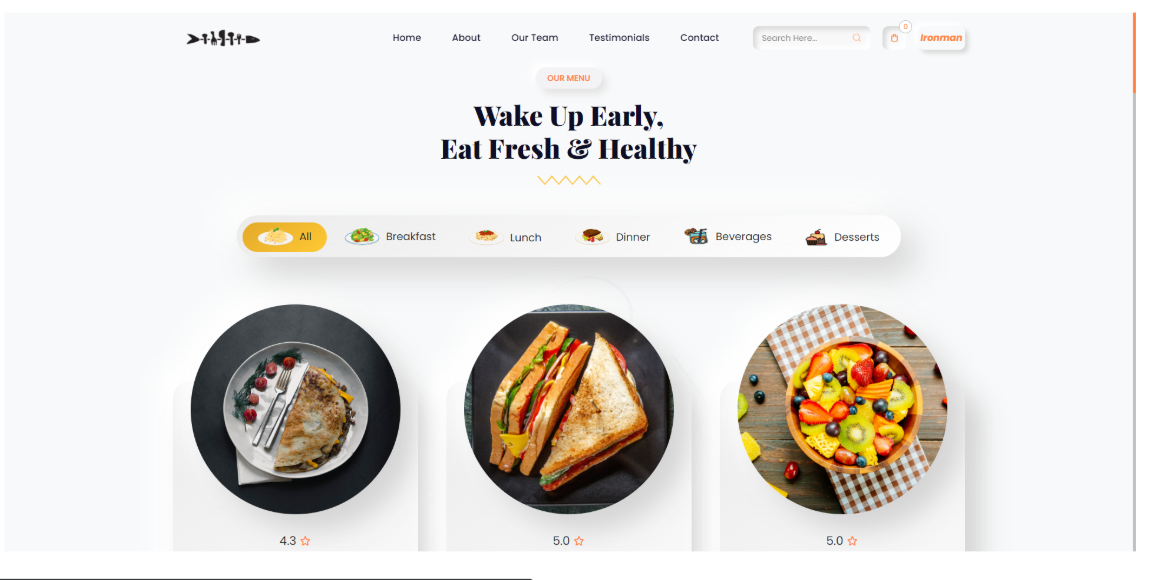 Home About Our Team Testimonials Contact Search Here... 0 Ironman
OUR MENU
Wake Up Early,
Eat Fresh & Healthy
All Breakfast Lunch Dinner Beverages Desserts
4.3 5.0 5.0